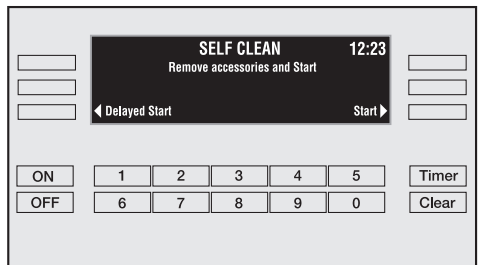 SELF CLEAN 12:23
Remove accessories and Start
Delayed Start Start
ON 1 2 3 4 5 Timer
OFF 6 7 8 9 0 Clear